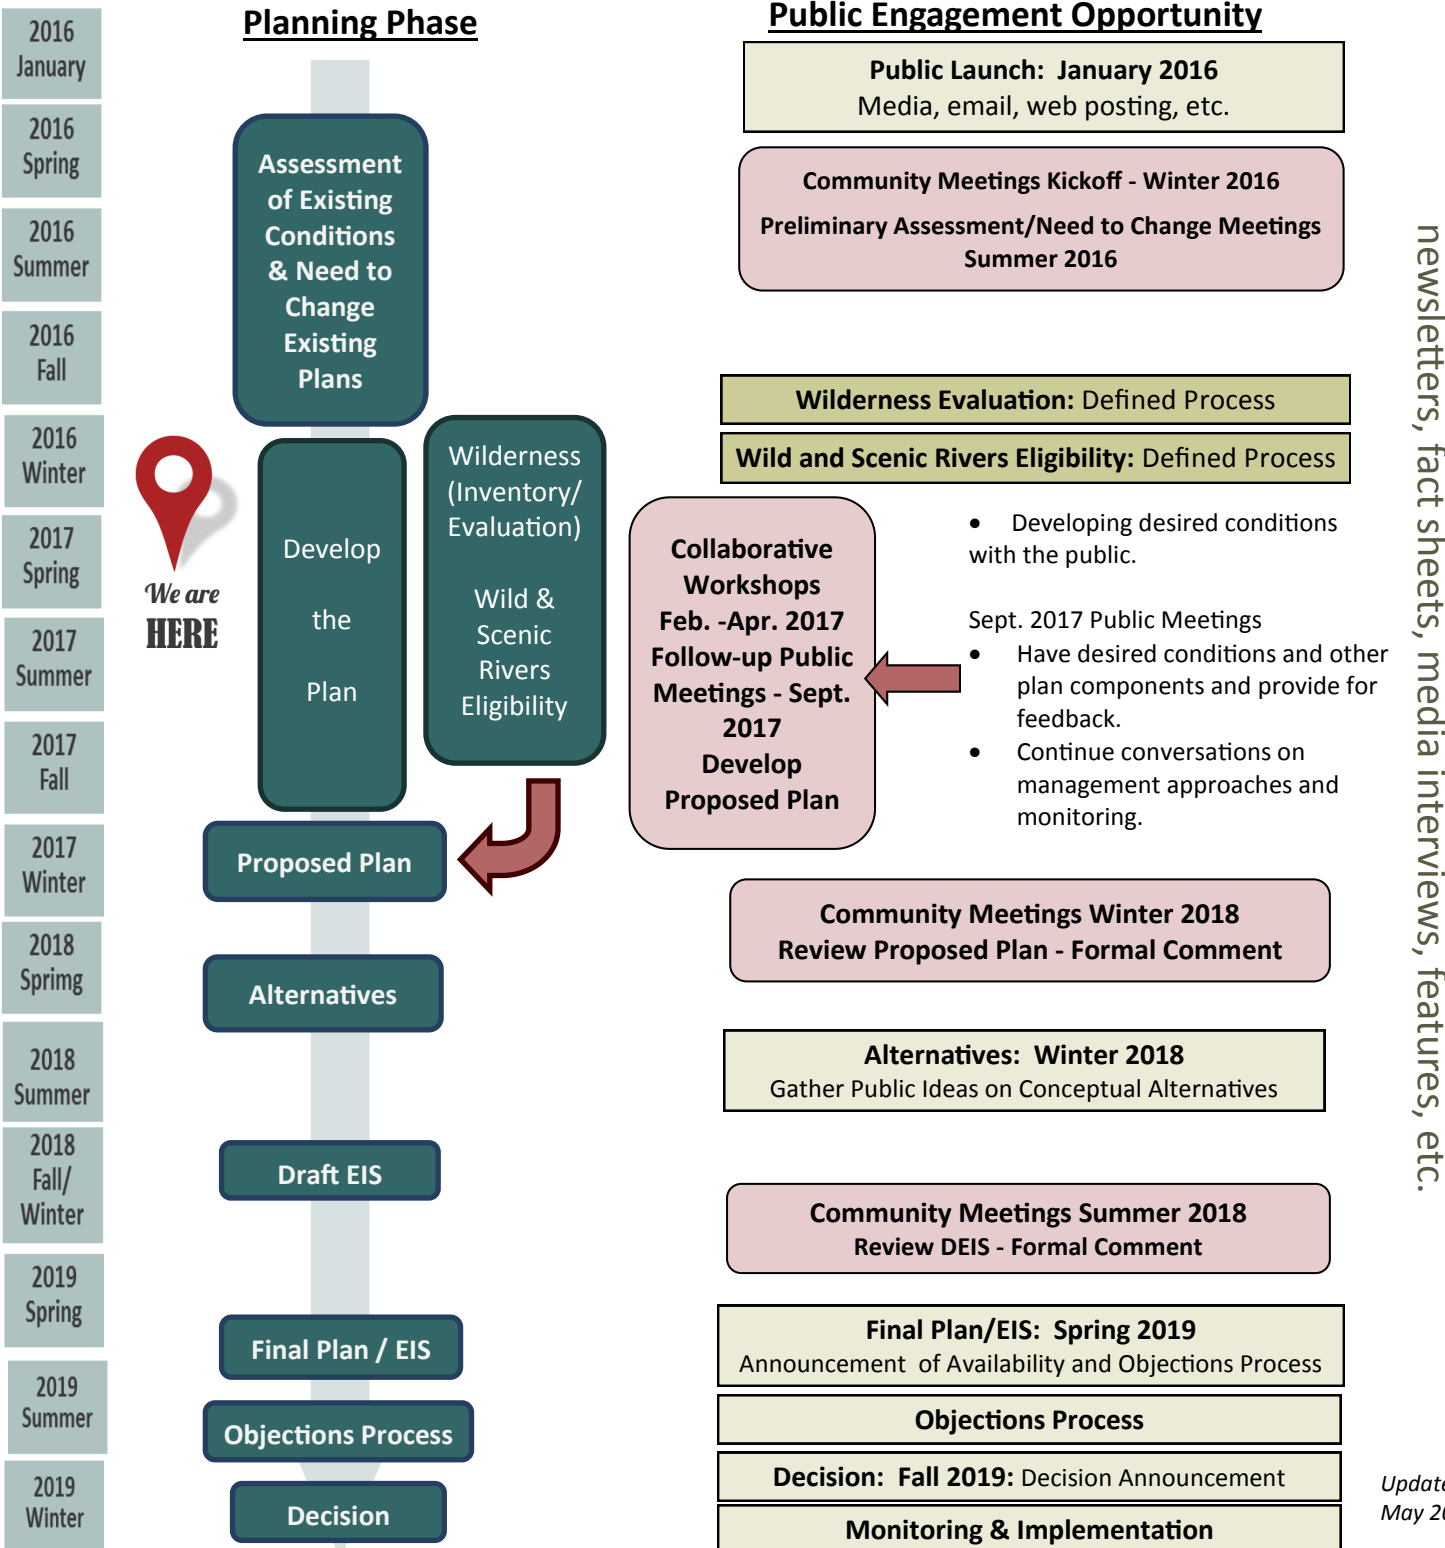 Planning Phase
Public Engagement Opportunity
2016
January
2016
Spring
2016
Summer
2016
Fall
2016
Winter
2017
Spring
2017
Summer
2017
Fall
2017
Winter
2018
Sprimg
2018
Summer
2018
Fall/
Winter
2019
Spring
2019
Summer
2019
Winter
We are
HERE
Assessment
of Existing
Conditions
& Need to
Change
Existing
Plans
Develop
the
Plan
Wilderness
(Inventory/
Evaluation)
Wild &
Scenic
Rivers
Eligibility
Proposed Plan
Alternatives
Draft EIS
Final Plan / EIS
Objections Process
Decision
Public Launch: January 2016
Media, email, web posting, etc.
Community Meetings Kickoff - Winter 2016
Preliminary Assessment/Need to Change Meetings
Summer 2016
Wilderness Evaluation: Defined Process
Wild and Scenic Rivers Eligibility: Defined Process
Collaborative
Workshops
Feb. -Apr. 2017
Follow-up Public
Meetings - Sept.
2017
Develop
Proposed Plan
• Developing desired conditions
with the public.
Sept. 2017 Public Meetings
• Have desired conditions and other
plan components and provide for
feedback.
• Continue conversations on
management approaches and
monitoring.
Community Meetings Winter 2018
Review Proposed Plan - Formal Comment
Alternatives: Winter 2018
Gather Public Ideas on Conceptual Alternatives
Community Meetings Summer 2018
Review DEIS - Formal Comment
Final Plan/EIS: Spring 2019
Announcement of Availability and Objections Process
Objections Process
Decision: Fall 2019: Decision Announcement
Monitoring & Implementation
newsletters, fact sheets, media interviews, features, etc.
May